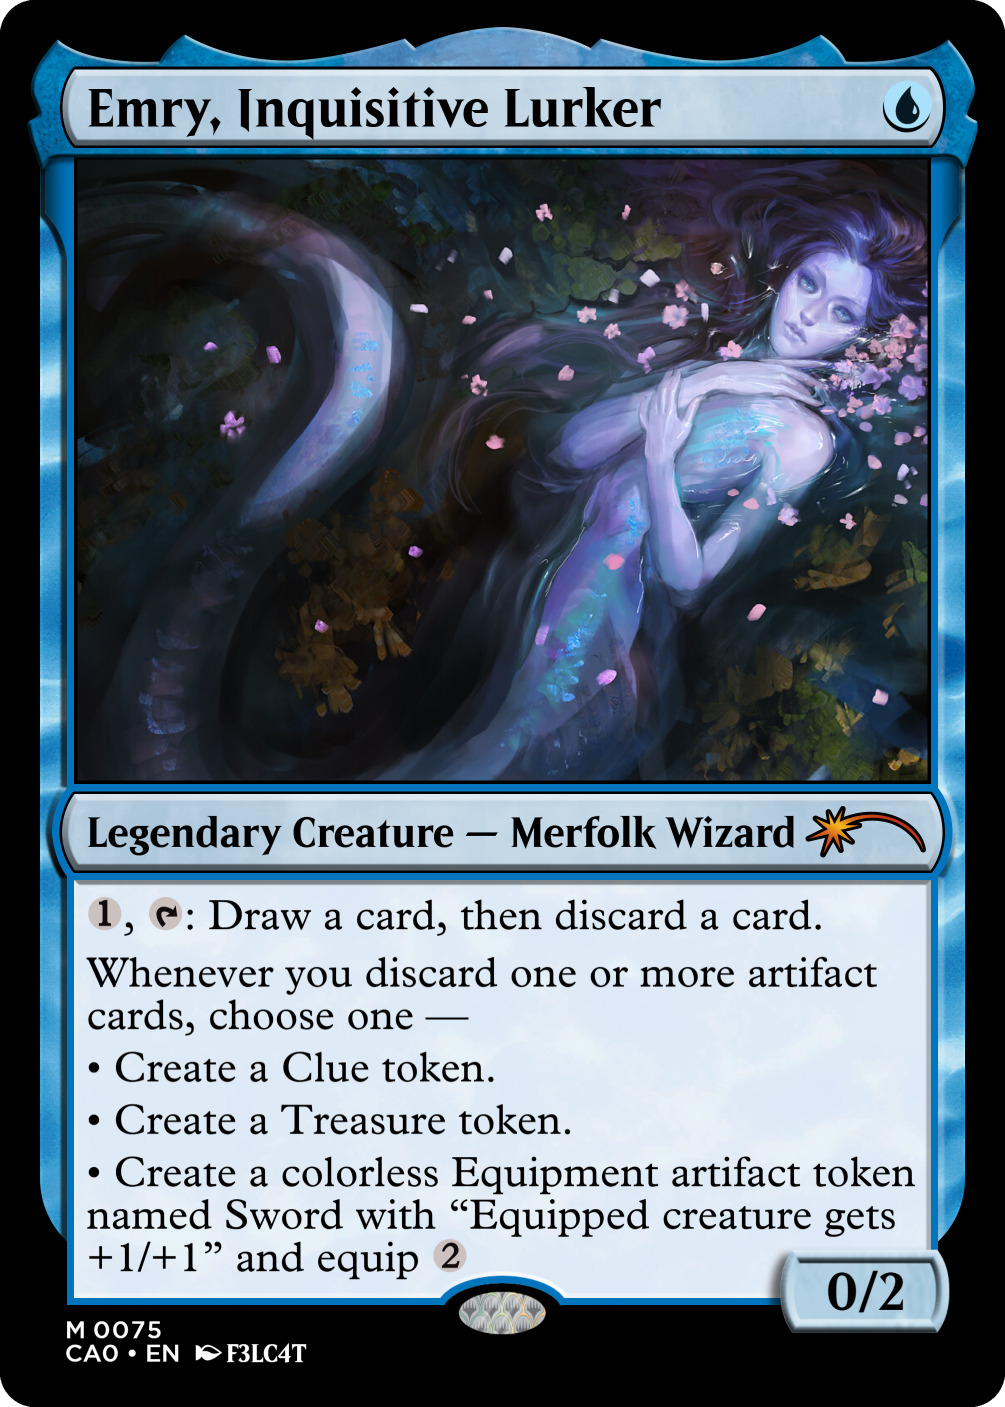 Emry, Inquisitive Lurker
Legendary Creature — Merfolk Wizard
1, : Draw a card, then discard a card.
Whenever you discard one or more artifact
cards, choose one —
• Create a Clue token.
• Create a Treasure token.
• Create a colorless Equipment artifact token
named Sword with “Equipped creature gets
+1/+1” and equip 2
0/2
M 0075
CAO • EN F3LC4T